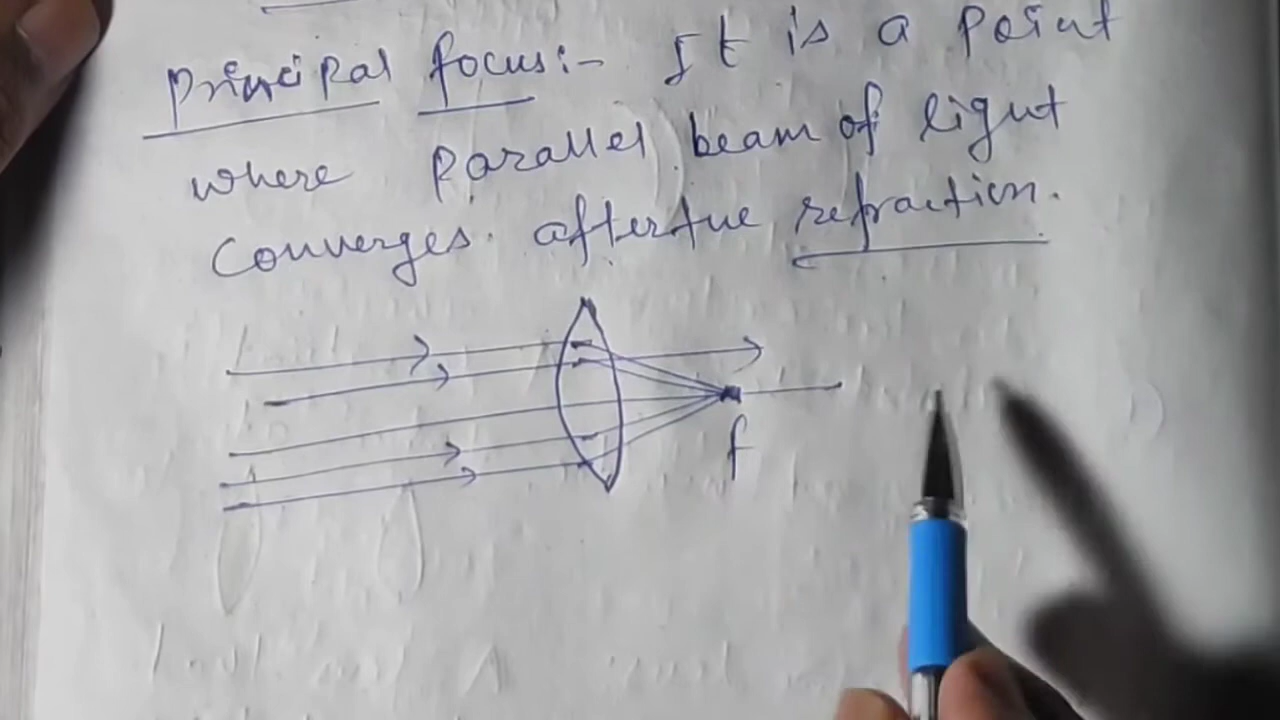 Principal focus:- It is a point
where parallel beam of light
converges. after the refraction.
f